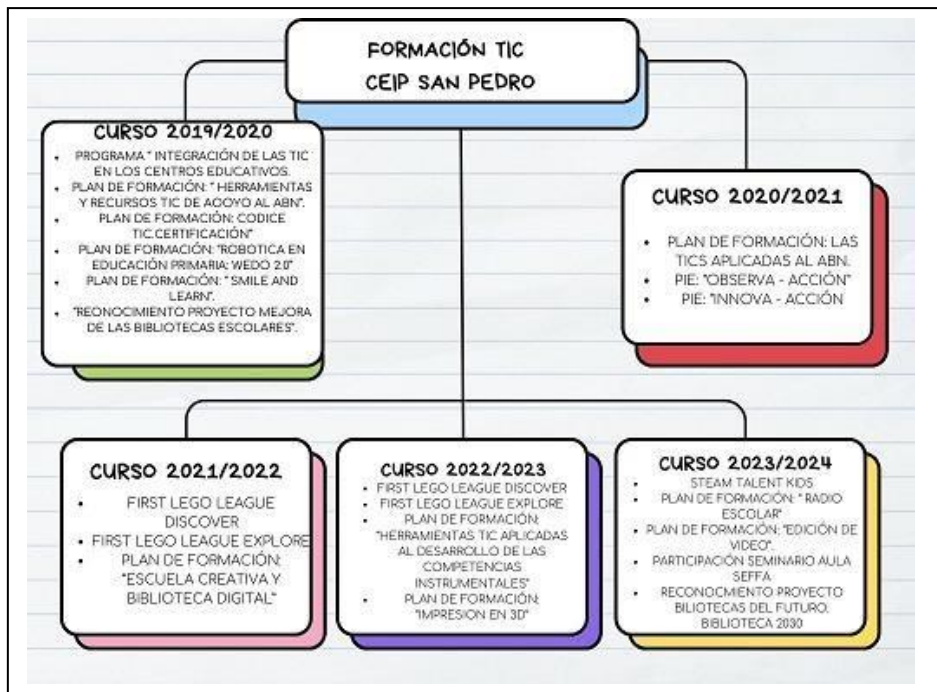 FORMACIÓN TIC
CEIP SAN PEDRO
CURSO 2019/2020
• PROGRAMA " INTEGRACIÓN DE LAS TIC
EN LOS CENTROS EDUCATIVOS.
• PLAN DE FORMACIÓN: " HERRAMIENTAS
Y RECURSOS TIC DE AOOYO AL ABN".
• PLAN DE FORMACIÓN: CODICE
TIC.CERTIFICACIÓN"
• PLAN DE FORMACIÓN: "ROBOTICA EN
EDUCACIÓN PRIMARIA: WEDO 2.0"
• PLAN DE FORMACIÓN: " SMILE AND
LEARN".
• "REONOCIMIENTO PROYECTO MEJORA
DE LAS BIBLIOTECAS ESCOLARES".
CURSO 2020/2021
• PLAN DE FORMACIÓN: LAS
TICS APLICADAS AL ABN.
• PIE: "OBSERVA - ACCIÓN"
• PIE: "INNOVA - ACCIÓN
CURSO 2021/2022
• FIRST LEGO LEAGUE
DISCOVER
• FIRST LEGO LEAGUE EXPLORE
• PLAN DE FORMACIÓN:
"ESCUELA CREATIVA Y
BIBLIOTECA DIGITAL"
CURSO 2022/2023
• FIRST LEGO LEAGUE DISCOVER
• FIRST LEGO LEAGUE EXPLORE
• PLAN DE FORMACIÓN:
"HERRAMIENTAS TIC APLICADAS
AL DESARROLLO DE LAS
COMPETENCIAS
INSTRUMENTALES"
• PLAN DE FORMACIÓN:
"IMPRESION EN 3D"
CURSO 2023/2024
• STEAM TALENT KIDS
• PLAN DE FORMACIÓN: " RADIO
ESCOLAR"
• PLAN DE FORMACIÓN: "EDICIÓN DE
VIDEO".
• PARTICIPACIÓN SEMINARIO AULA
SEFFA
• RECONOCMIENTO PROYECTO
BILIOTECAS DEL FUTURO.
BIBLIOTECA 2030